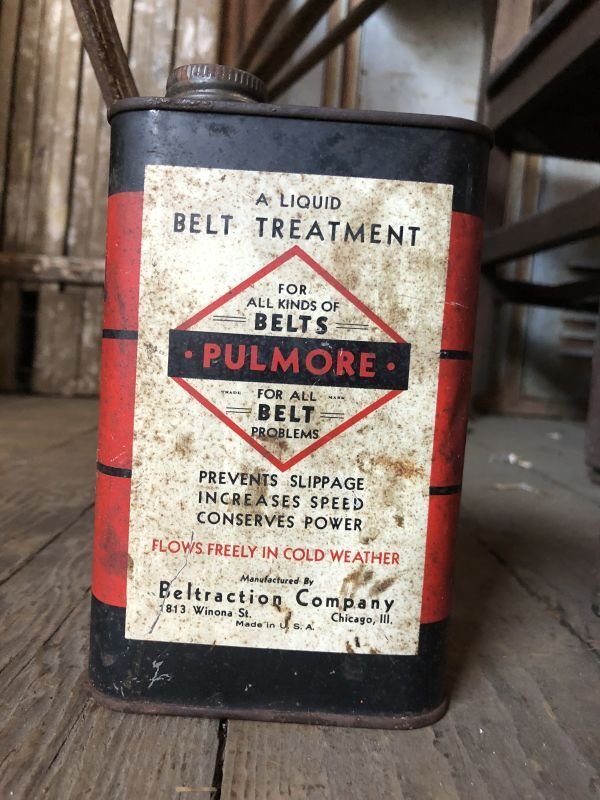 A LIQUID
BELT TREATMENT
FOR
ALL KINDS OF
BELTS
• PULMORE •
TRADE FOR ALL MARK
BELT
PROBLEMS
PREVENTS SLIPPAGE
INCREASES SPEED
CONSERVES POWER
FLOWS FREELY IN COLD WEATHER
Manufactured By
Beltraction Company
1813 Winona St. Chicago, Ill.
Made in U. S. A.